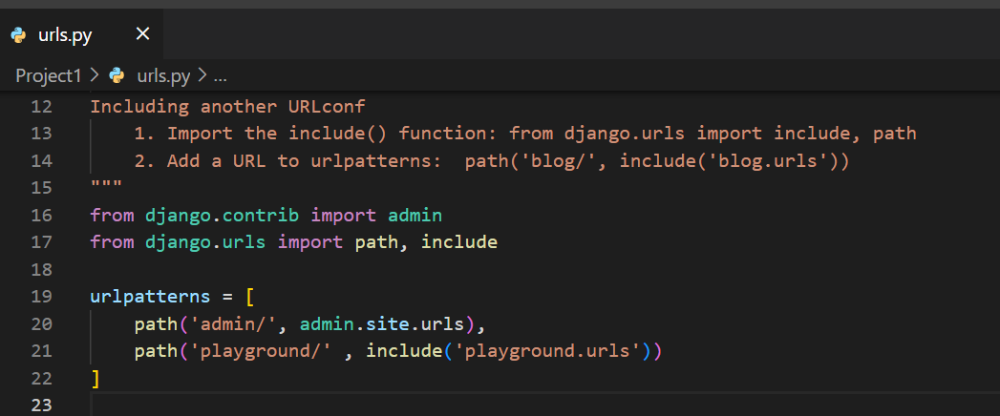 urls.py ×
Project1 > urls.py > ...
12 Including another URLconf
13     1. Import the include() function: from django.urls import include, path
14     2. Add a URL to urlpatterns:  path('blog/', include('blog.urls'))
15 """
16 from django.contrib import admin
17 from django.urls import path, include
18
19 urlpatterns = [
20     path('admin/', admin.site.urls),
21     path('playground/' , include('playground.urls'))
22 ]
23